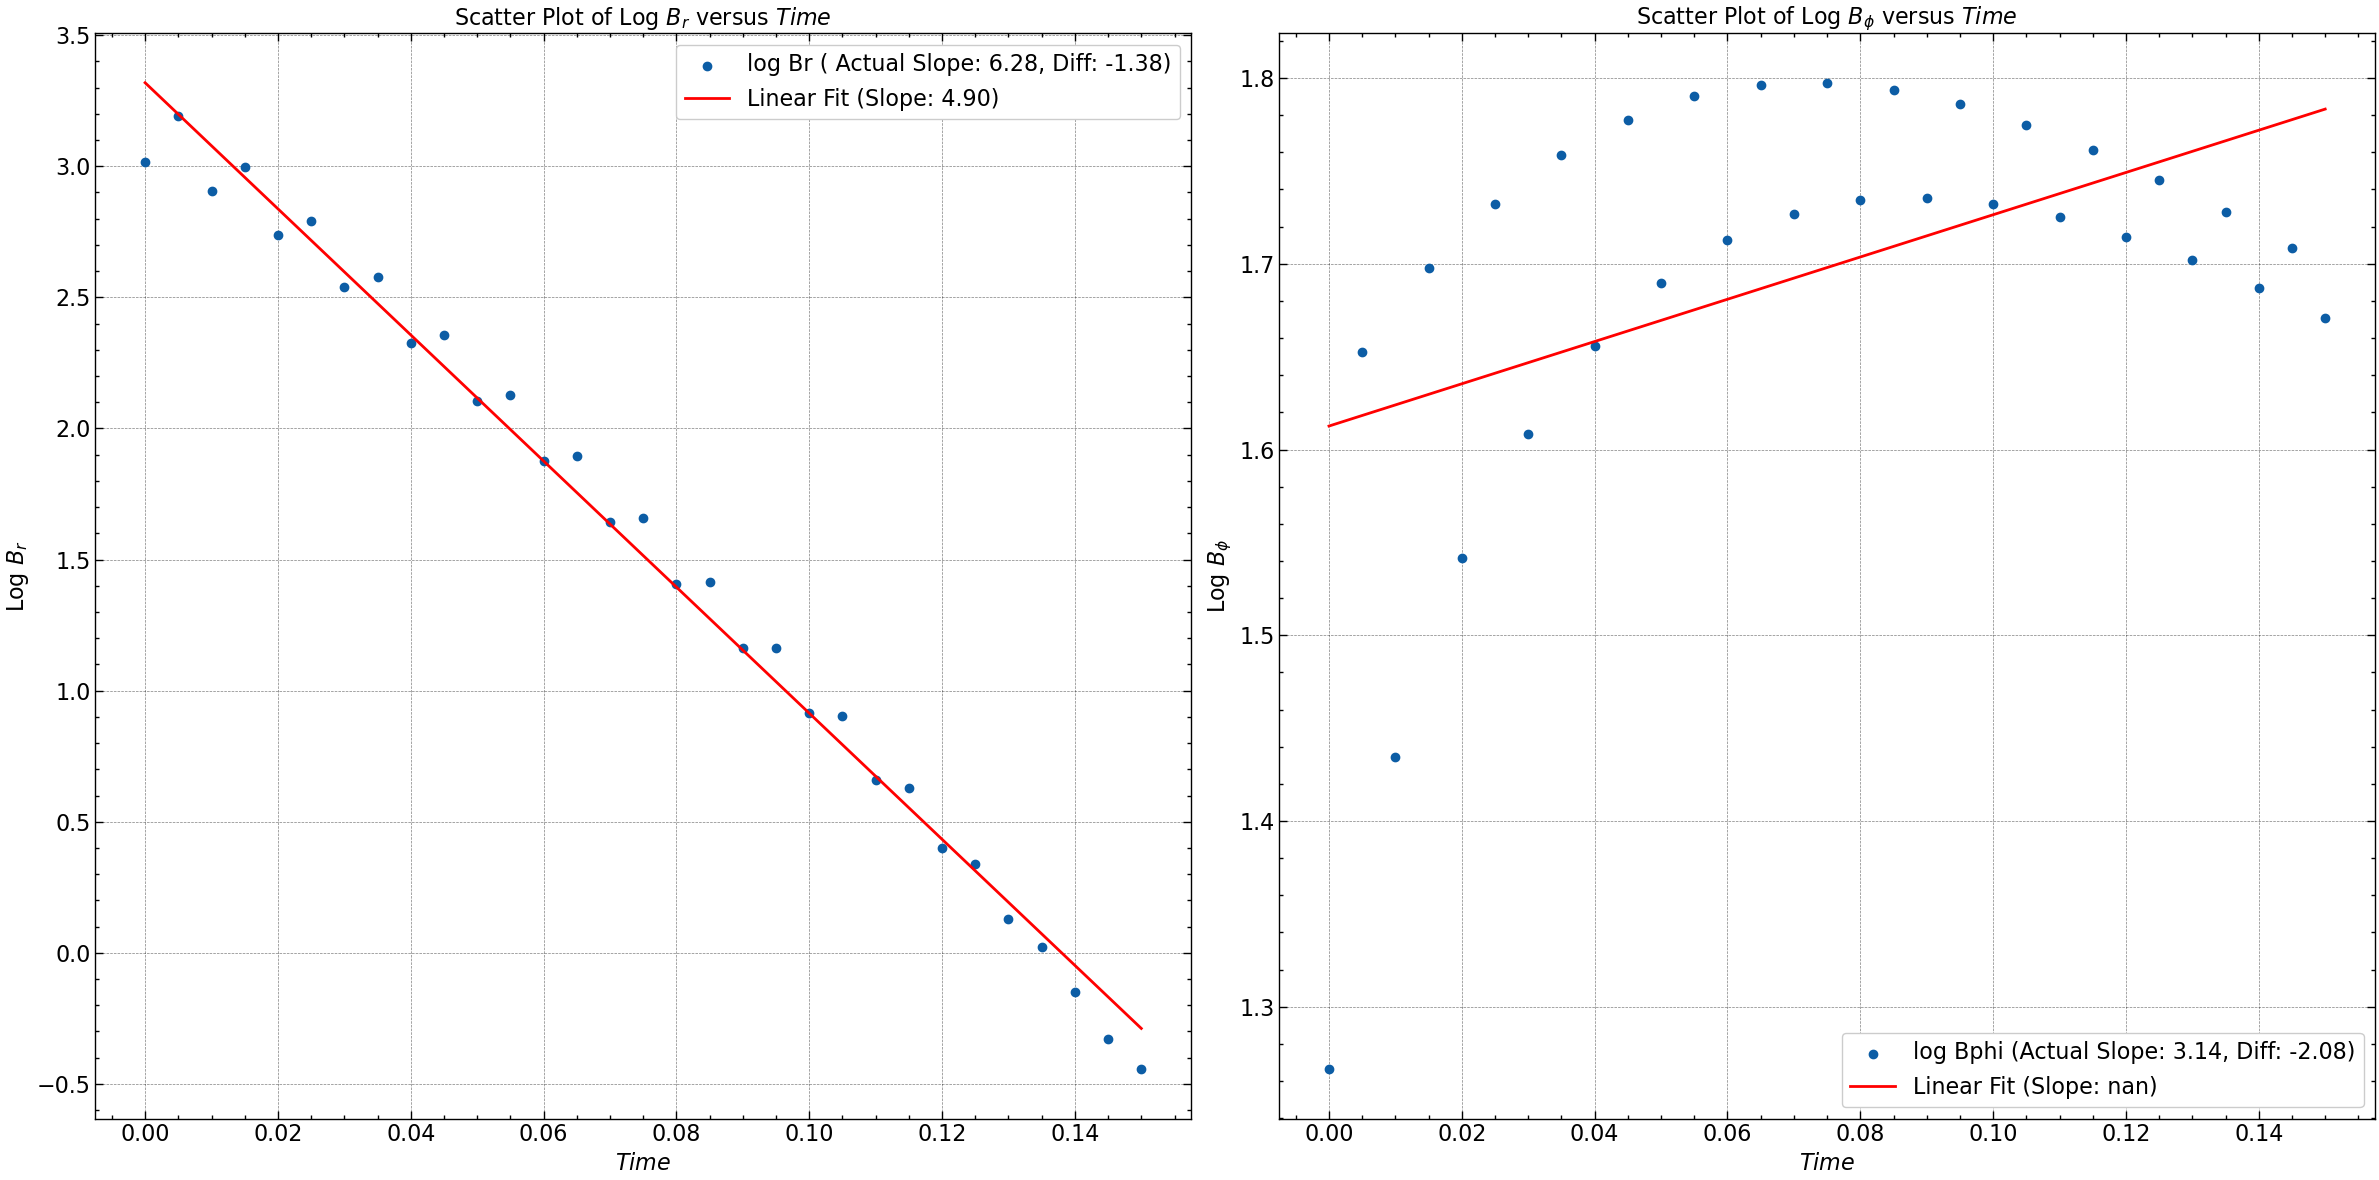 Scatter Plot of Log B_r versus Time
3.5
3.0
2.5
2.0
1.5
1.0
0.5
0.0
−0.5
Log B_r
log Br ( Actual Slope: 6.28, Diff: -1.38)
Linear Fit (Slope: 4.90)
0.00 0.02 0.04 0.06 0.08 0.10 0.12 0.14
Time
Scatter Plot of Log B_ϕ versus Time
1.8
1.7
1.6
1.5
1.4
1.3
Log B_ϕ
log Bphi (Actual Slope: 3.14, Diff: -2.08)
Linear Fit (Slope: nan)
0.00 0.02 0.04 0.06 0.08 0.10 0.12 0.14
Time